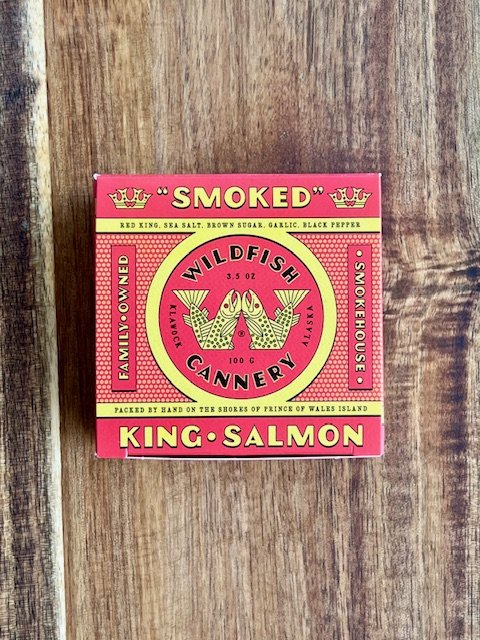 "SMOKED"
RED KING, SEA SALT, BROWN SUGAR, GARLIC, BLACK PEPPER
FAMILY·OWNED
WILDFISH
3.5 OZ
KLAWOCK
®
ALASKA
100 G
CANNERY
·SMOKEHOUSE·
PACKED BY HAND ON THE SHORES OF PRINCE OF WALES ISLAND
KING·SALMON